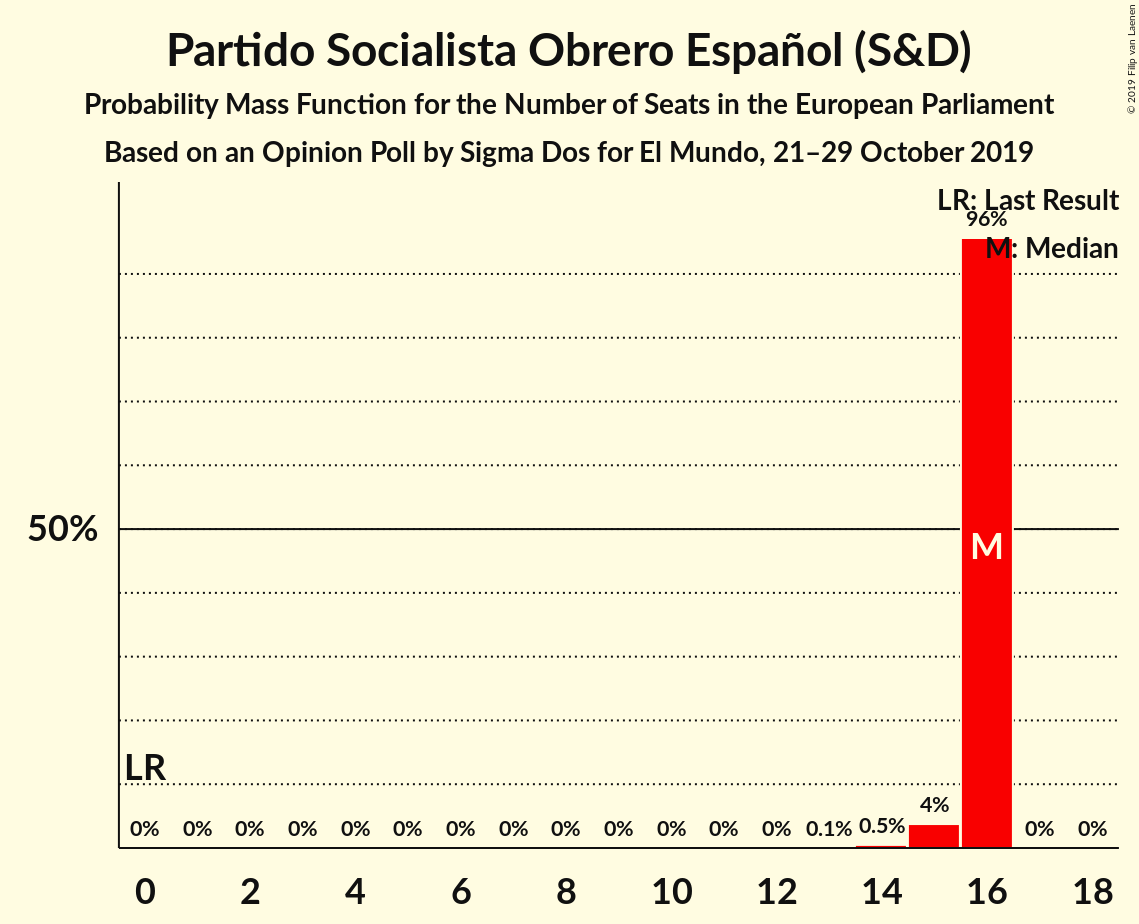 Partido Socialista Obrero Español (S&D)
Probability Mass Function for the Number of Seats in the European Parliament
Based on an Opinion Poll by Sigma Dos for El Mundo, 21–29 October 2019
© 2019 Filip van Laenen
LR: Last Result
96%
M: Median
50%
M
LR
0% 0% 0% 0% 0% 0% 0% 0% 0% 0% 0% 0% 0% 0.1% 0.5% 4% 0% 0%
0 2 4 6 8 10 12 14 16 18